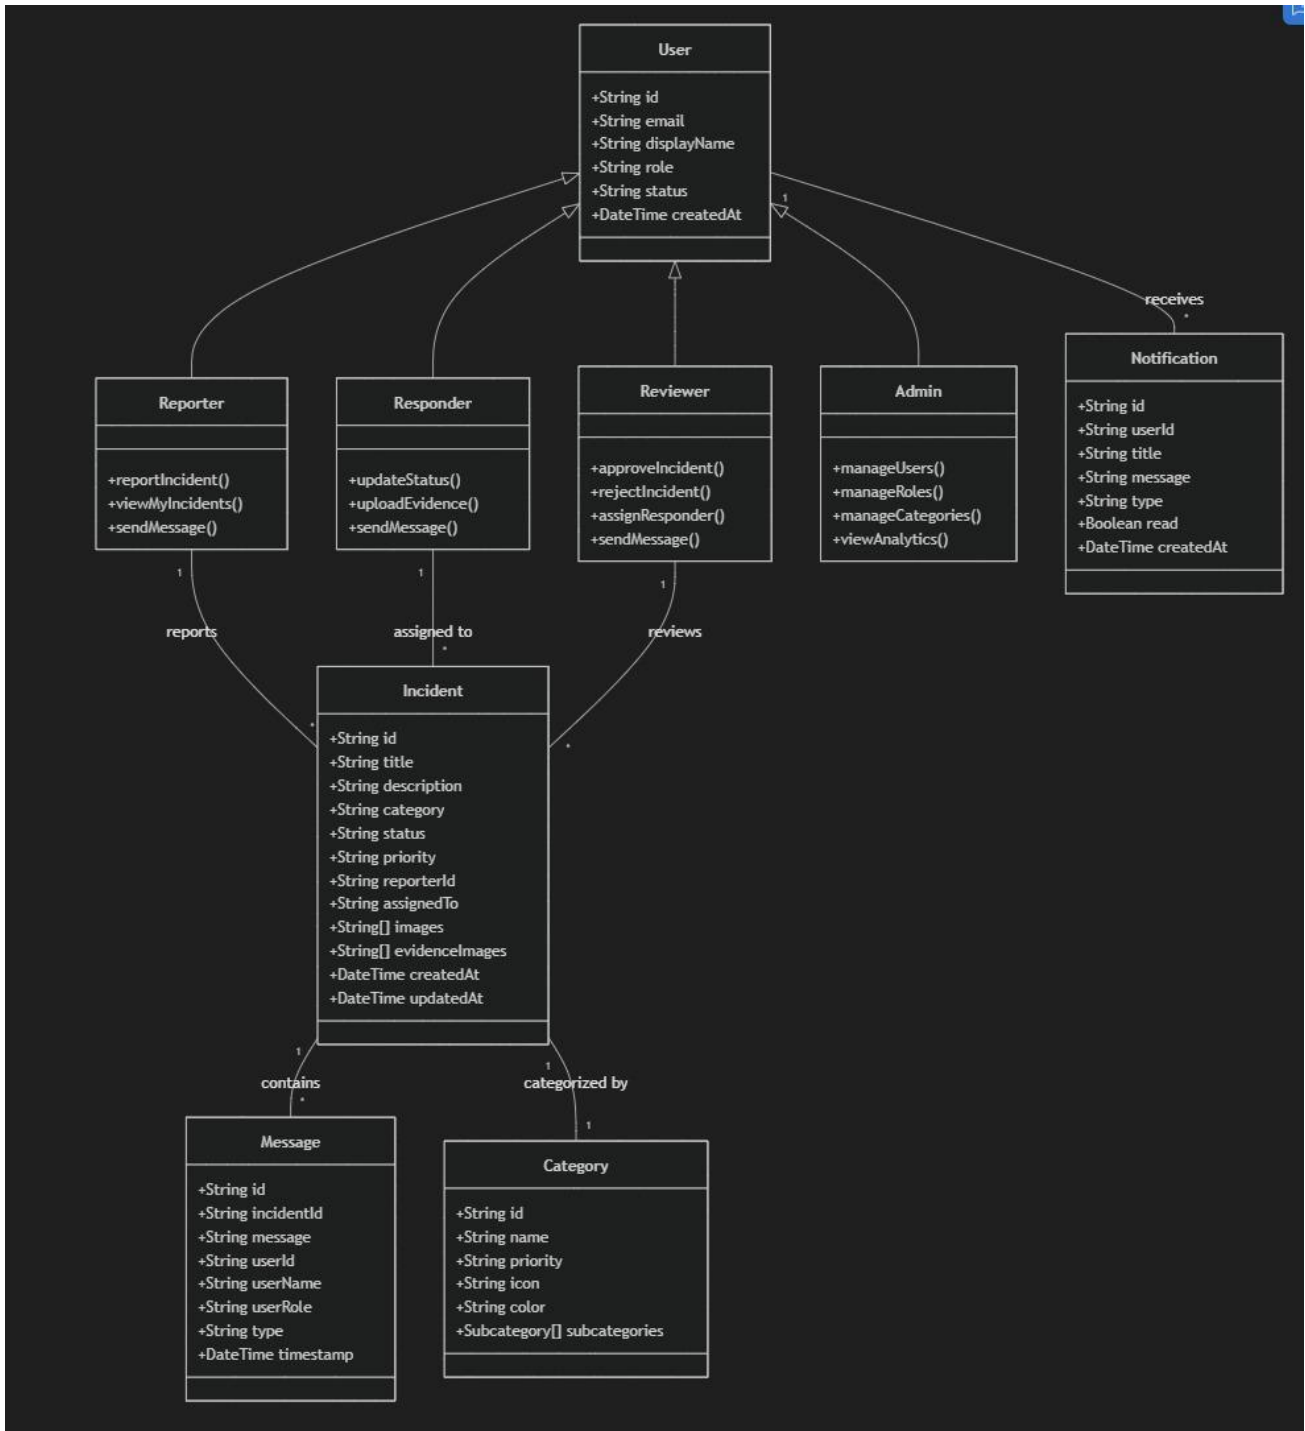 User
+String id
+String email
+String displayName
+String role
+String status
+DateTime createdAt
1
receives
*
Notification
+String id
+String userId
+String title
+String message
+String type
+Boolean read
+DateTime createdAt
Reporter
+reportIncident()
+viewMyIncidents()
+sendMessage()
Responder
+updateStatus()
+uploadEvidence()
+sendMessage()
Reviewer
+approveIncident()
+rejectIncident()
+assignResponder()
+sendMessage()
Admin
+manageUsers()
+manageRoles()
+manageCategories()
+viewAnalytics()
1
reports
*
1
assigned to
*
1
reviews
*
Incident
+String id
+String title
+String description
+String category
+String status
+String priority
+String reporterId
+String assignedTo
+String[] images
+String[] evidenceImages
+DateTime createdAt
+DateTime updatedAt
1
contains
*
1
categorized by
1
Message
+String id
+String incidentId
+String message
+String userId
+String userName
+String userRole
+String type
+DateTime timestamp
Category
+String id
+String name
+String priority
+String icon
+String color
+Subcategory[] subcategories